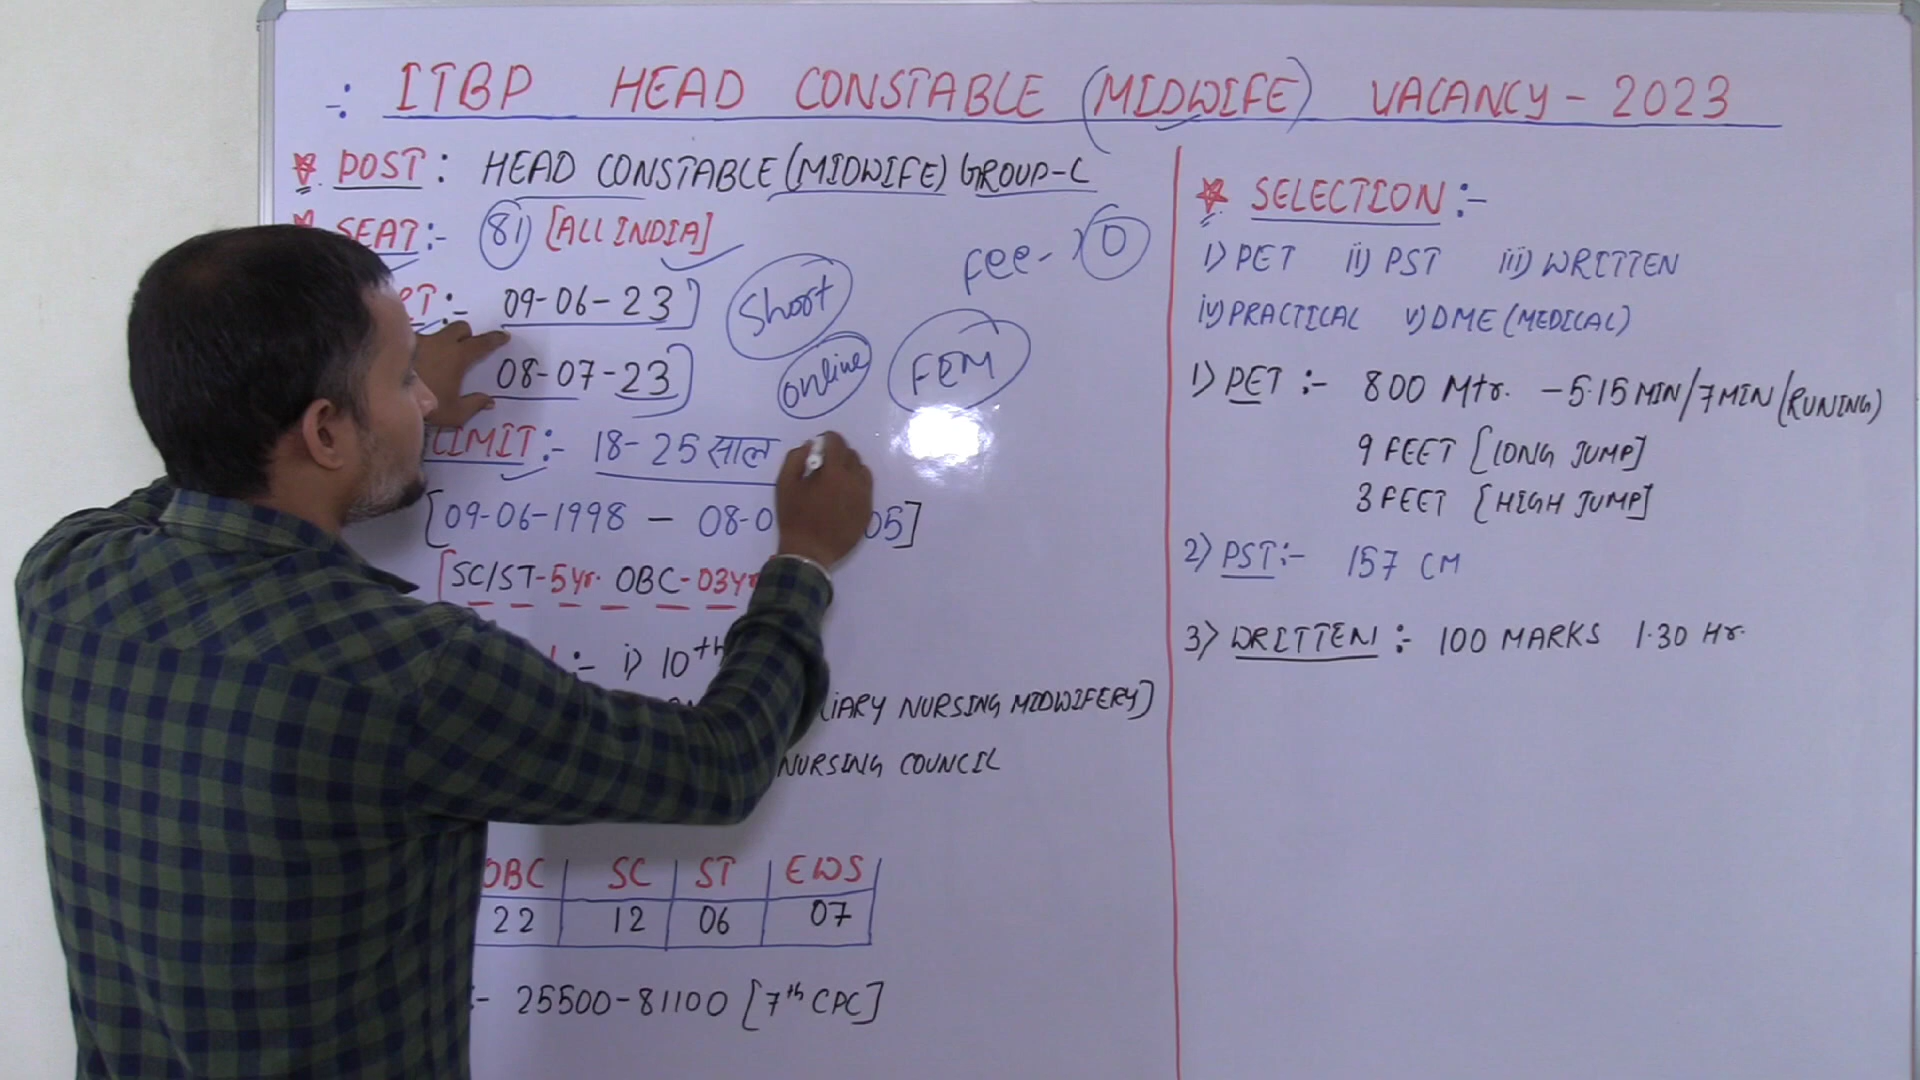 :- ITBP HEAD CONSTABLE (MIDWIFE) VACANCY - 2023
POST : HEAD CONSTABLE (MIDWIFE) GROUP-C
SEAT :- 81 [ALL INDIA]
fee - 0
:- 09-06-23]
Short
08-07-23]
online
FEM
LIMIT :- 18-25 साल
[09-06-1998 - 08-0 05]
[SC/ST-5yr. OBC-03yr
:- i) 10th
NURSING MIDWIFERY]
NURSING COUNCIL
OBC SC ST EWS
22 12 06 07
:- 25500-81100 [7th CPC]
SELECTION :-
i) PET ii) PST iii) WRITTEN
iv) PRACTICAL v) DME (MEDICAL)
1) PET :- 800 Mtr. - 5.15 MIN/7 MIN (RUNING)
9 FEET [LONG JUMP]
3 FEET [HIGH JUMP]
2) PST :- 157 CM
3) WRITTEN :- 100 MARKS 1.30 Hr.